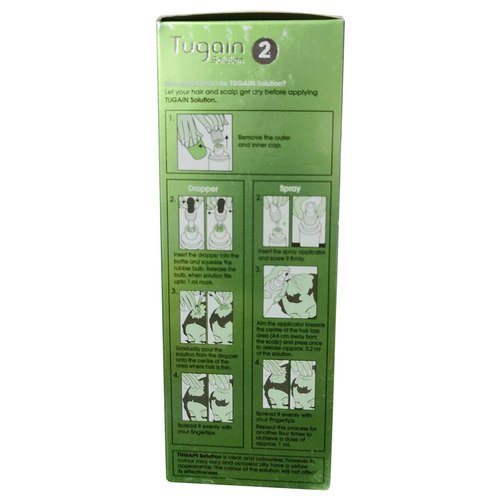 Tugain 2
Solution
you use TUGAIN Solution?
Let your hair and scalp get dry before applying
TUGAIN Solution.
1.
Remove the outer
and inner cap.
Dropper
2.
Insert the dropper into the
bottle and squeeze the
rubber bulb. Release the
bulb, when solution fills
upto 1 ml mark.
3.
Gradually pour the
solution from the dropper
onto the centre of the
area where hair is thin.
4.
Spread it evenly with
your fingertips.
Spray
2.
Insert the spray applicator
and screw it firmly.
3.
Aim the applicator towards
the centre of the hair loss
area (4-6 cm away from
the scalp) and press once
to release approx. 0.2 ml
of the solution.
4.
Spread it evenly with
your fingertips.
Repeat this process for
another four times to
achieve a dose of
approx. 1 ml.
TUGAIN Solution is clear and colourless, however its
colour may vary and occasionally have a yellow
appearance, the colour of the solution will not affect
its effectiveness.